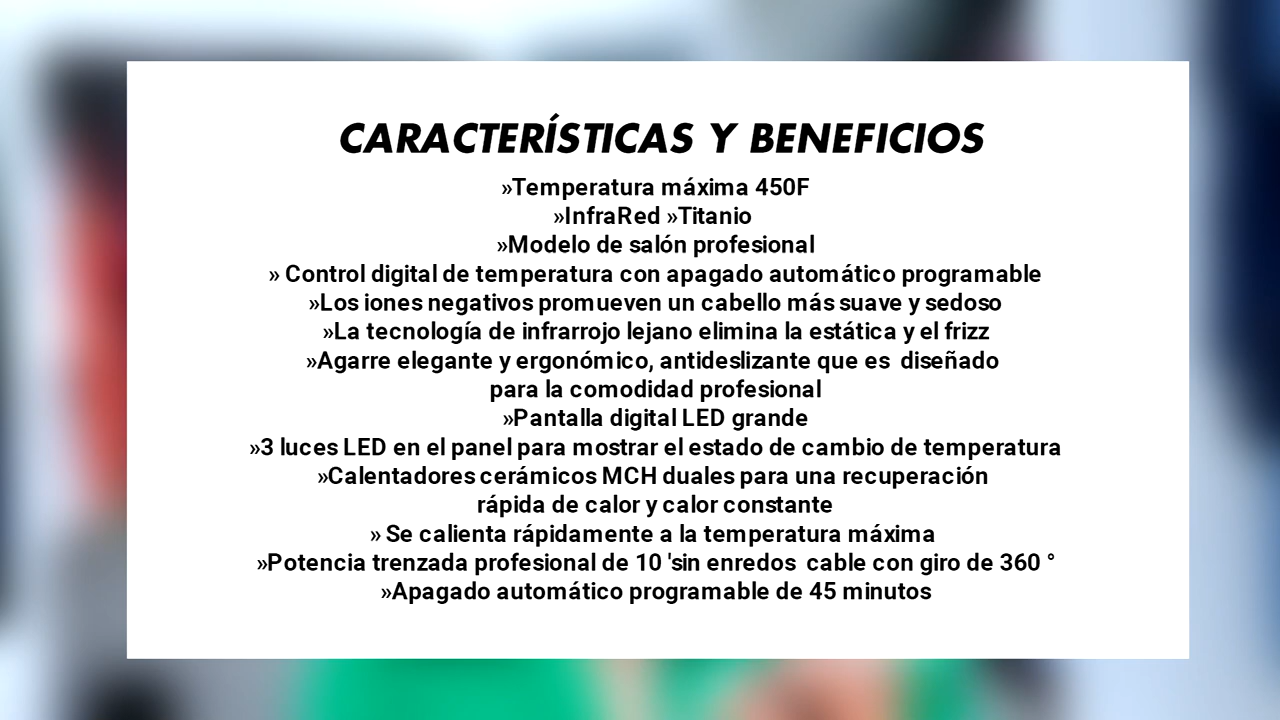 CARACTERÍSTICAS Y BENEFICIOS
»Temperatura máxima 450F
»InfraRed »Titanio
»Modelo de salón profesional
» Control digital de temperatura con apagado automático programable
»Los iones negativos promueven un cabello más suave y sedoso
»La tecnología de infrarrojo lejano elimina la estática y el frizz
»Agarre elegante y ergonómico, antideslizante que es  diseñado
para la comodidad profesional
»Pantalla digital LED grande
»3 luces LED en el panel para mostrar el estado de cambio de temperatura
»Calentadores cerámicos MCH duales para una recuperación
rápida de calor y calor constante
» Se calienta rápidamente a la temperatura máxima
»Potencia trenzada profesional de 10 'sin enredos  cable con giro de 360 °
»Apagado automático programable de 45 minutos